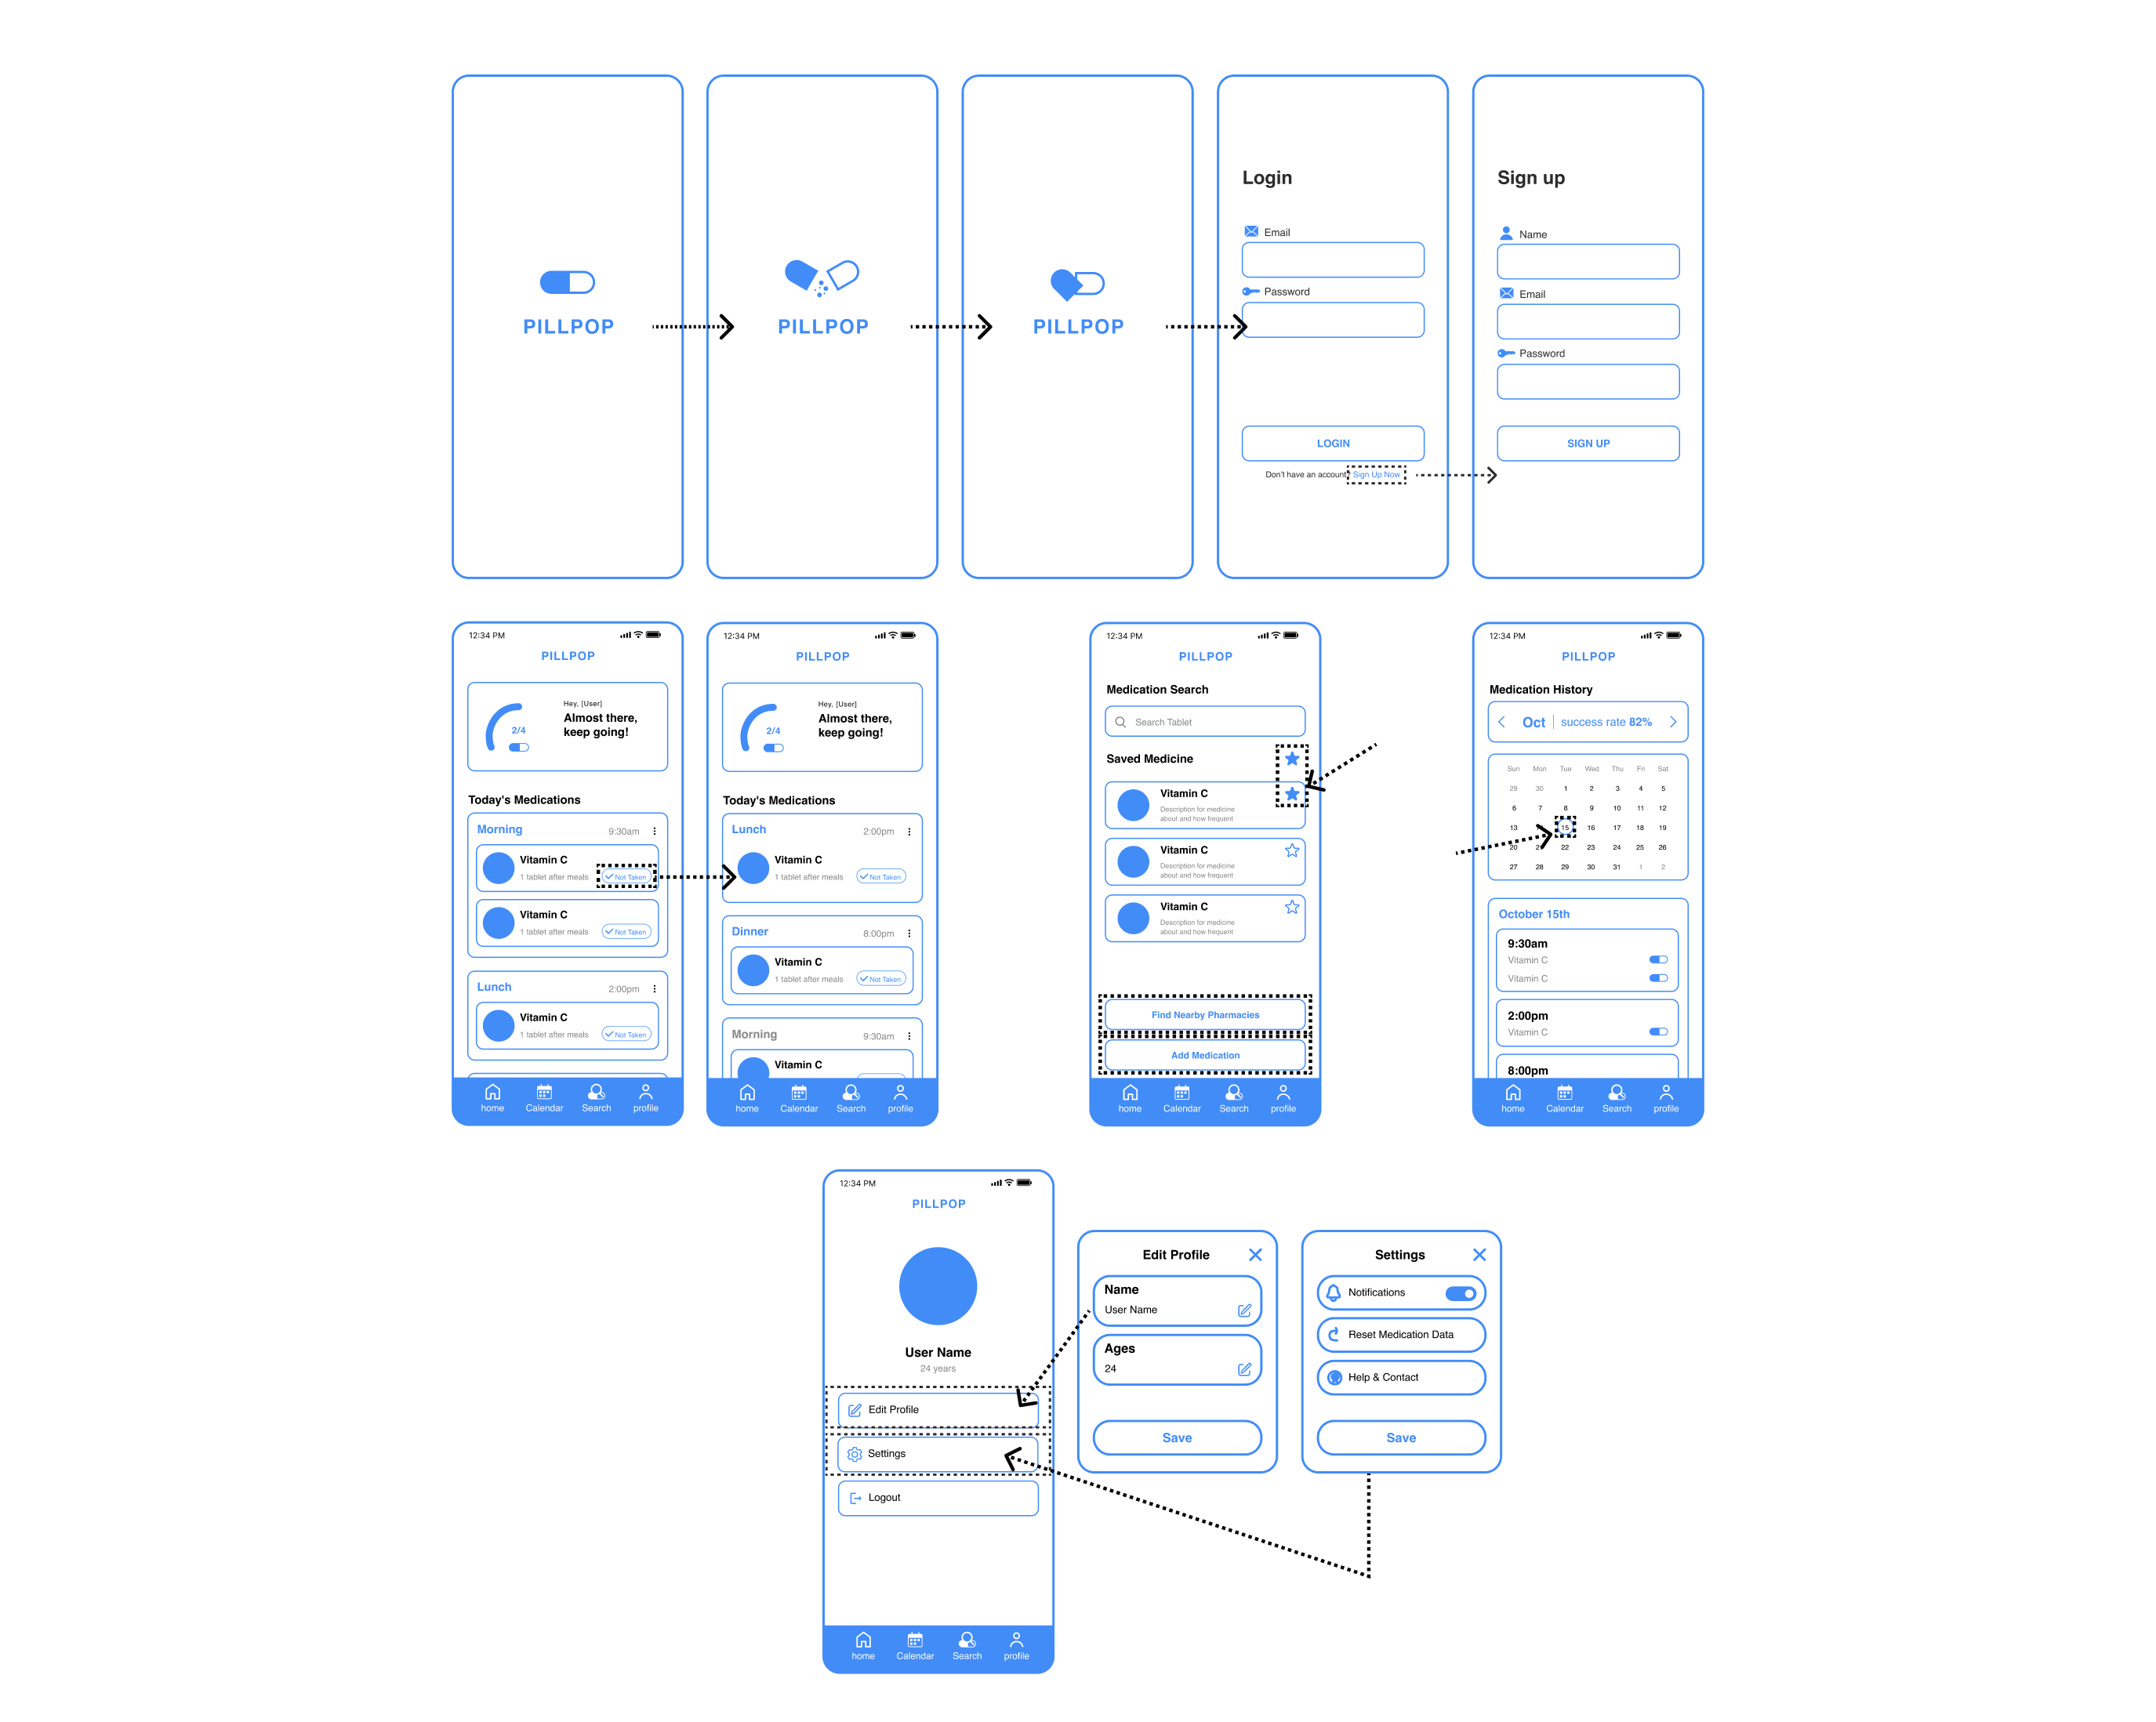 PILLPOP
PILLPOP
PILLPOP
Login
Email
Password
LOGIN
Don't have an account? Sign Up Now
Sign up
Name
Email
Password
SIGN UP
12:34 PM
PILLPOP
2/4
Hey, [User]
Almost there,
keep going!
Today's Medications
Morning 9:30am
Vitamin C
1 tablet after meals Not Taken
Vitamin C
1 tablet after meals Not Taken
Lunch 2:00pm
Vitamin C
1 tablet after meals Not Taken
home Calendar Search profile
12:34 PM
PILLPOP
2/4
Hey, [User]
Almost there,
keep going!
Today's Medications
Lunch 2:00pm
Vitamin C
1 tablet after meals Not Taken
Dinner 8:00pm
Vitamin C
1 tablet after meals Not Taken
Morning 9:30am
Vitamin C
home Calendar Search profile
12:34 PM
PILLPOP
Medication Search
Search Tablet
Saved Medicine
Vitamin C
Description for medicine
about and how frequent
Vitamin C
Description for medicine
about and how frequent
Vitamin C
Description for medicine
about and how frequent
Find Nearby Pharmacies
Add Medication
home Calendar Search profile
12:34 PM
PILLPOP
Medication History
Oct success rate 82%
Sun Mon Tue Wed Thu Fri Sat
29 30 1 2 3 4 5
6 7 8 9 10 11 12
13 15 16 17 18 19
20 22 23 24 25 26
27 28 29 30 31 1 2
October 15th
9:30am
Vitamin C
Vitamin C
2:00pm
Vitamin C
8:00pm
home Calendar Search profile
12:34 PM
PILLPOP
User Name
24 years
Edit Profile
Settings
Logout
home Calendar Search profile
Edit Profile
Name
User Name
Ages
24
Save
Settings
Notifications
Reset Medication Data
Help & Contact
Save